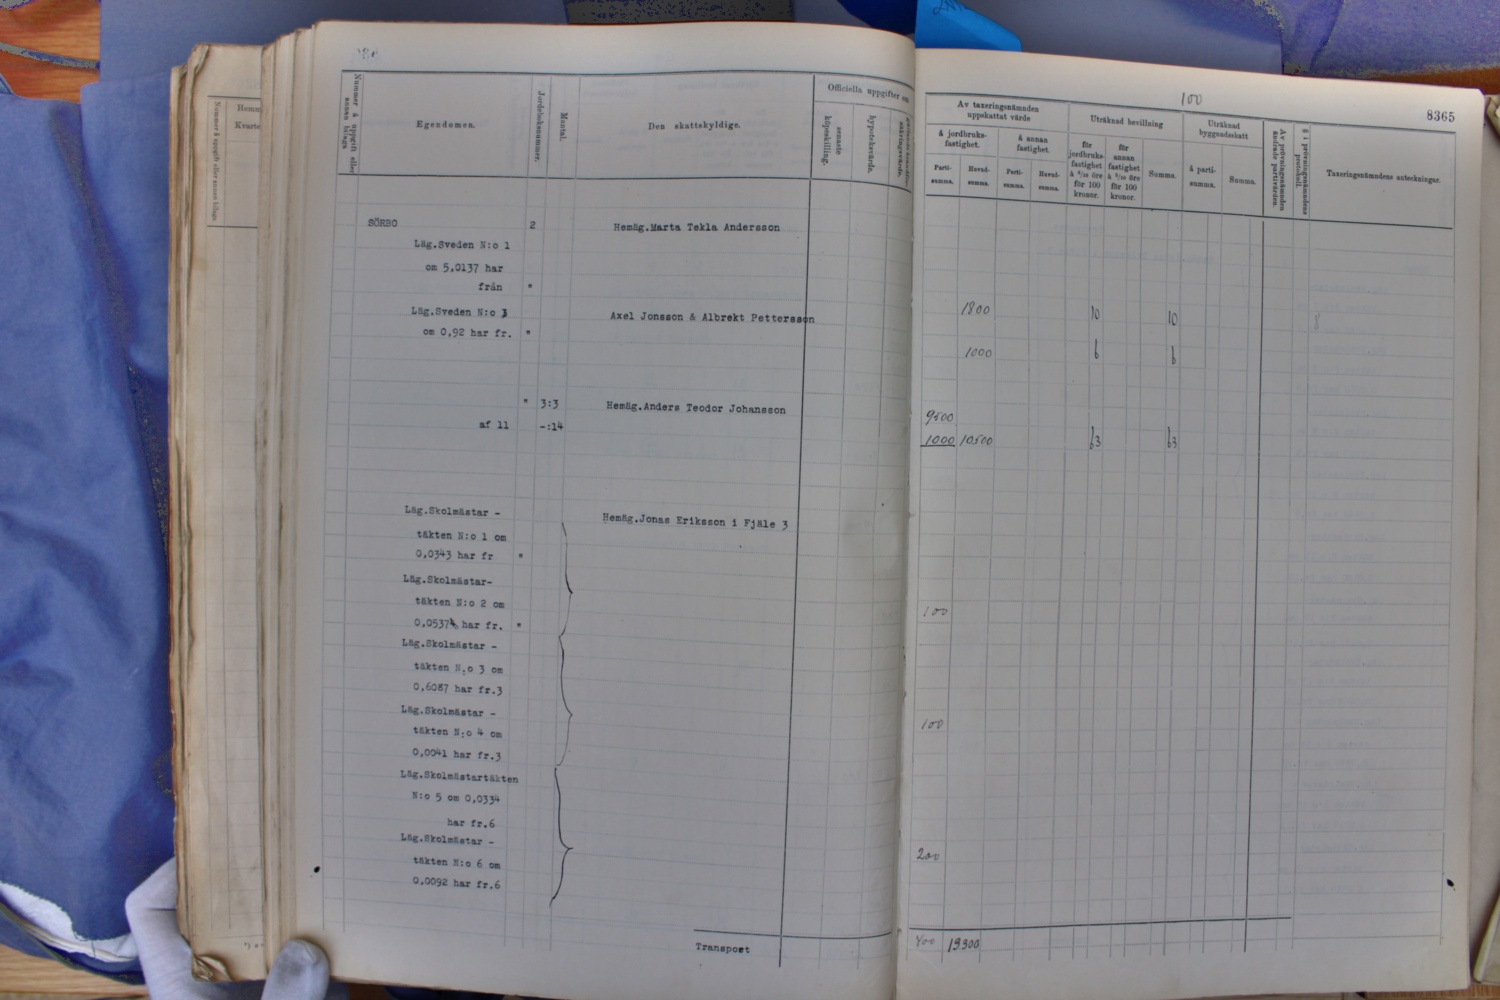 100
8365
Nummer å uppgift eller annan bilaga
Hemm
Kvarte
Nummer å uppgift eller annan bilaga.
Egendomen.
Jordeboksnummer.
Mantal.
Den skattskyldige.
Officiella uppgifter om
senaste köpeskilling.
hypoteksvärde.
Av taxeringsnämnden uppskattat värde
å jordbruksfastighet.
å annan fastighet.
Partisumma.
Huvudsumma.
Partisumma.
Huvudsumma.
Uträknad bevillning
för jordbruksfastighet å 6/10 öre för 100 kronor.
för annan fastighet å 5/10 öre för 100 kronor.
Summa.
Uträknad byggnadsskatt
å partisumma.
Summa.
Av prövningsnämnden ändrade partivärden.
§ i prövningsnämndens protokoll.
Taxeringsnämndens anteckningar.
SÖRBO 2 Hemäg.Marta Tekla Andersson
Läg.Sveden N:o 1
om 5,0137 har
från "
1800 10 10
Läg.Sveden N:o 3 Axel Jonsson & Albrekt Pettersson
om 0,92 har fr. "
1000 6 6
" 3:3 Hemäg.Anders Teodor Johansson
9500
af 11 -:14
1000 10500 63 63
Läg.Skolmästar - Hemäg.Jonas Eriksson i Fjäle 3
täkten N:o 1 om
0,0343 har fr "
Läg.Skolmästar-
täkten N:o 2 om
100
0,0537 har fr. "
Läg.Skolmästar -
täkten N:o 3 om
0,6087 har fr.3
Läg.Skolmästar -
100
täkten N:o 4 om
0,0041 har fr.3
Läg.Skolmästartäkten
N:o 5 om 0,0334
har fr.6
Läg.Skolmästar -
200
täkten N:o 6 om
0,0092 har fr.6
Transport 400 13300